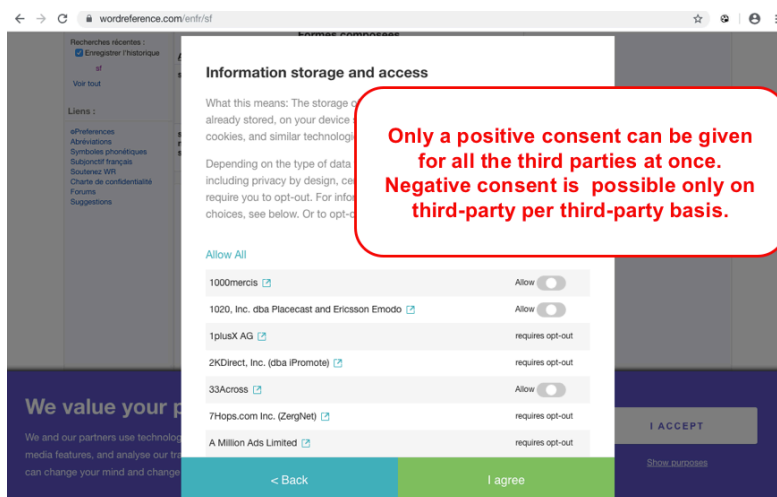 wordreference.com/enfr/sf
Formes composées
Recherches récentes :
Enregistrer l'historique
sf
Voir tout
Liens :
ePreferences
Abréviations
Symboles phonétiques
Subjonctif français
Soutenez WR
Charte de confidentialité
Forums
Suggestions
Information storage and access
What this means: The storage o
already stored, on your device
cookies, and similar technologi
Depending on the type of data
including privacy by design, ce
require you to opt-out. For infor
choices, see below. Or to opt-o
Only a positive consent can be given
for all the third parties at once.
Negative consent is possible only on
third-party per third-party basis.
Allow All
1000mercis Allow
1020, Inc. dba Placecast and Ericsson Emodo Allow
1plusX AG requires opt-out
2KDirect, Inc. (dba iPromote) requires opt-out
33Across Allow
7Hops.com Inc. (ZergNet) requires opt-out
A Million Ads Limited requires opt-out
< Back I agree
We value your p
We and our partners use technolog
media features, and analyse our tra
can change your mind and change
I ACCEPT
Show purposes